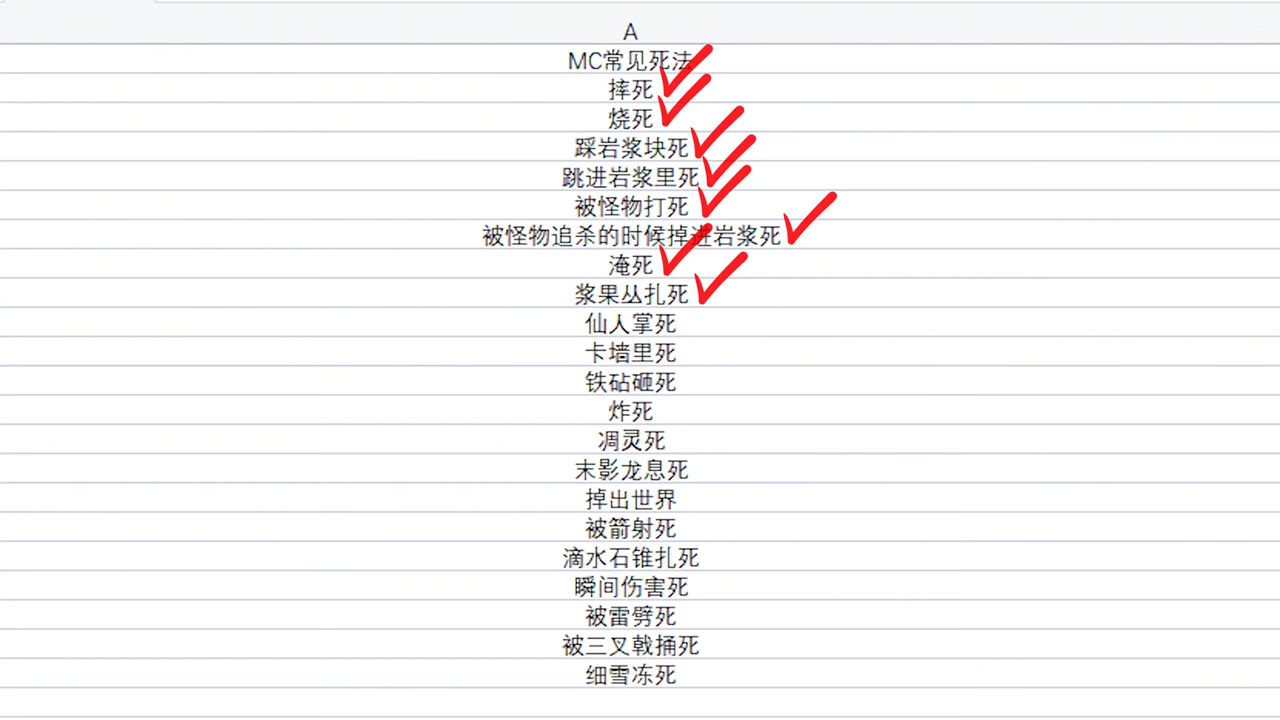 A
MC常见死法
摔死
烧死
踩岩浆块死
跳进岩浆里死
被怪物打死
被怪物追杀的时候掉进岩浆死
淹死
浆果丛扎死
仙人掌死
卡墙里死
铁砧砸死
炸死
凋灵死
末影龙息死
掉出世界
被箭射死
滴水石锥扎死
瞬间伤害死
被雷劈死
被三叉戟捅死
细雪冻死